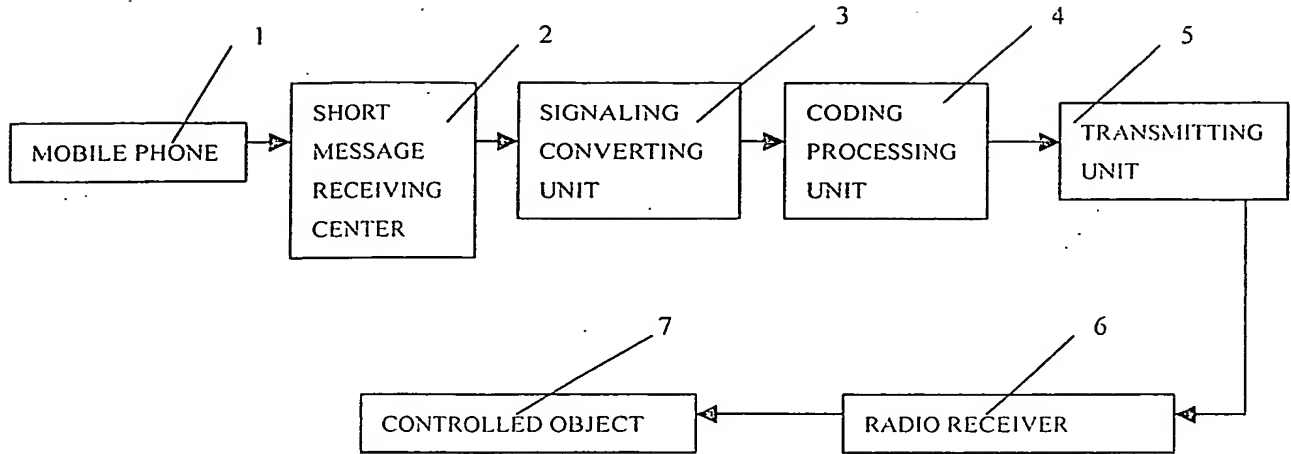 1
2
3
4
5
MOBILE PHONE
SHORT
MESSAGE
RECEIVING
CENTER
SIGNALING
CONVERTING
UNIT
CODING
PROCESSING
UNIT
TRANSMITTING
UNIT
7
6
CONTROLLED OBJECT
RADIO RECEIVER